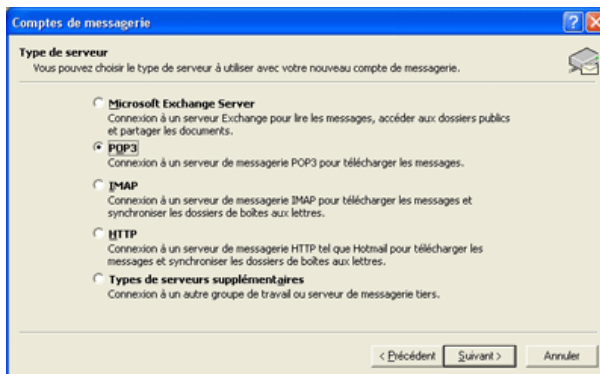 Comptes de messagerie
Type de serveur
Vous pouvez choisir le type de serveur à utiliser avec votre nouveau compte de messagerie.
Microsoft Exchange Server
Connexion à un serveur Exchange pour lire les messages, accéder aux dossiers publics
et partager les documents.
POP3
Connexion à un serveur de messagerie POP3 pour télécharger les messages.
IMAP
Connexion à un serveur de messagerie IMAP pour télécharger les messages et
synchroniser les dossiers de boîtes aux lettres.
HTTP
Connexion à un serveur de messagerie HTTP tel que Hotmail pour télécharger les
messages et synchroniser les dossiers de boîtes aux lettres.
Types de serveurs supplémentaires
Connexion à un autre groupe de travail ou serveur de messagerie tiers.
< Précédent Suivant > Annuler